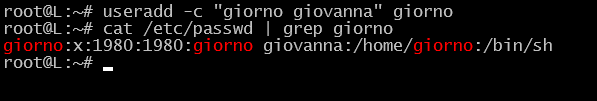 root@L:~# useradd -c "giorno giovanna" giorno
root@L:~# cat /etc/passwd | grep giorno
giorno:x:1980:1980:giorno giovanna:/home/giorno:/bin/sh
root@L:~#